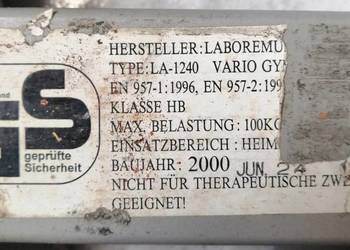 HERSTELLER: LABOREMU
TYPE: LA-1240 VARIO GY
EN 957-1:1996, EN 957-2:199
KLASSE HB
MAX. BELASTUNG: 100KG
EINSATZBEREICH : HEIM
BAUJAHR: 2000 JUN. 24
NICHT FÜR THERAPEUTISCHE ZW
GEEIGNET!
GS
geprüfte
Sicherheit